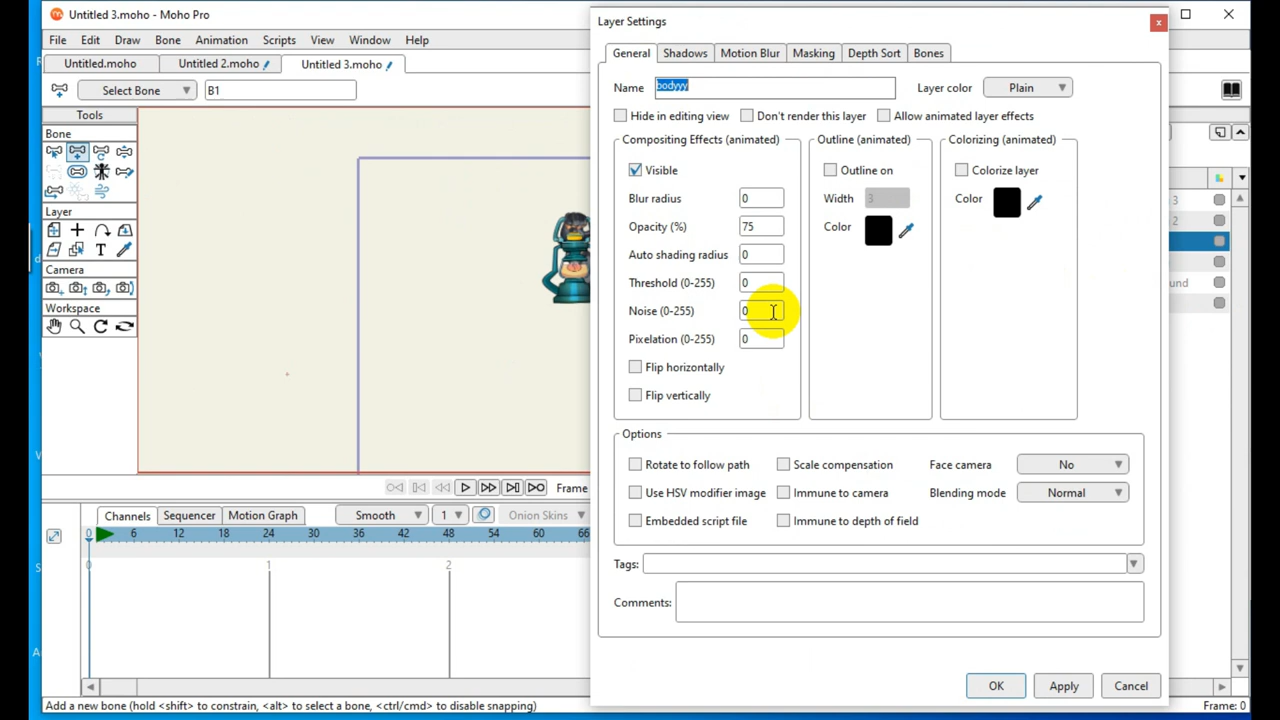 Untitled 3.moho - Moho Pro
File Edit Draw Bone Animation Scripts View Window Help
Untitled.moho Untitled 2.moho Untitled 3.moho
Select Bone B1
Tools
Bone
Layer
T
Camera
Workspace
Frame
Channels Sequencer Motion Graph Smooth 1 Onion Skins
0 6 12 18 24 30 36 42 48 54 60 66
0 1 2
Add a new bone (hold <shift> to constrain, <alt> to select a bone, <ctrl/cmd> to disable snapping)
Frame: 0
Layer Settings x
General Shadows Motion Blur Masking Depth Sort Bones
Name bodyyy Layer color Plain
Hide in editing view Don't render this layer Allow animated layer effects
Compositing Effects (animated) Outline (animated) Colorizing (animated)
Visible Outline on Colorize layer
Blur radius 0 Width 3 Color
Opacity (%) 75 Color
Auto shading radius 0
Threshold (0-255) 0
Noise (0-255) 0
Pixelation (0-255) 0
Flip horizontally
Flip vertically
Options
Rotate to follow path Scale compensation Face camera No
Use HSV modifier image Immune to camera Blending mode Normal
Embedded script file Immune to depth of field
Tags:
Comments:
OK Apply Cancel
3
2
und